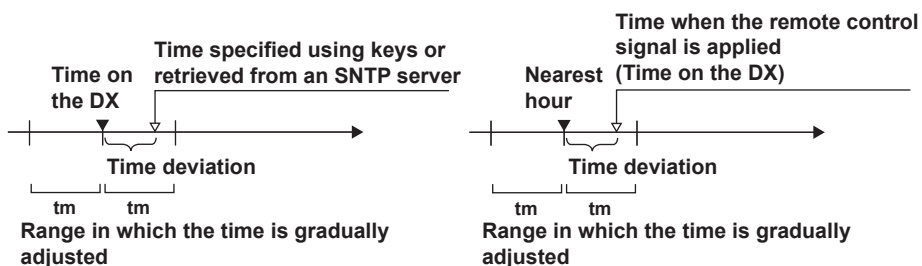 Time on
the DX
Time specified using keys or
retrieved from an SNTP server
Time deviation
tm
tm
Range in which the time is gradually
adjusted
Nearest
hour
Time when the remote control
signal is applied
(Time on the DX)
Time deviation
tm
tm
Range in which the time is gradually
adjusted